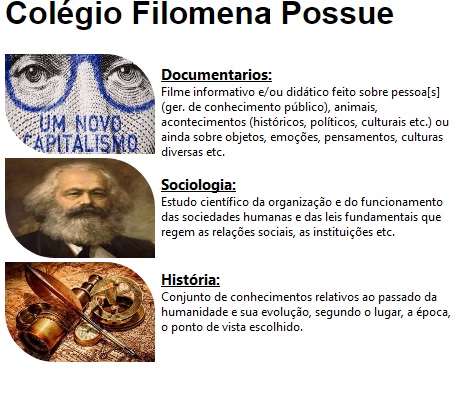 Colégio Filomena Possue
UM NOVO
CAPITALISMO
Documentarios:
Filme informativo e/ou didático feito sobre pessoa[s]
(ger. de conhecimento público), animais,
acontecimentos (históricos, políticos, culturais etc.) ou
ainda sobre objetos, emoções, pensamentos, culturas
diversas etc.
Sociologia:
Estudo científico da organização e do funcionamento
das sociedades humanas e das leis fundamentais que
regem as relações sociais, as instituições etc.
História:
Conjunto de conhecimentos relativos ao passado da
humanidade e sua evolução, segundo o lugar, a época,
o ponto de vista escolhido.